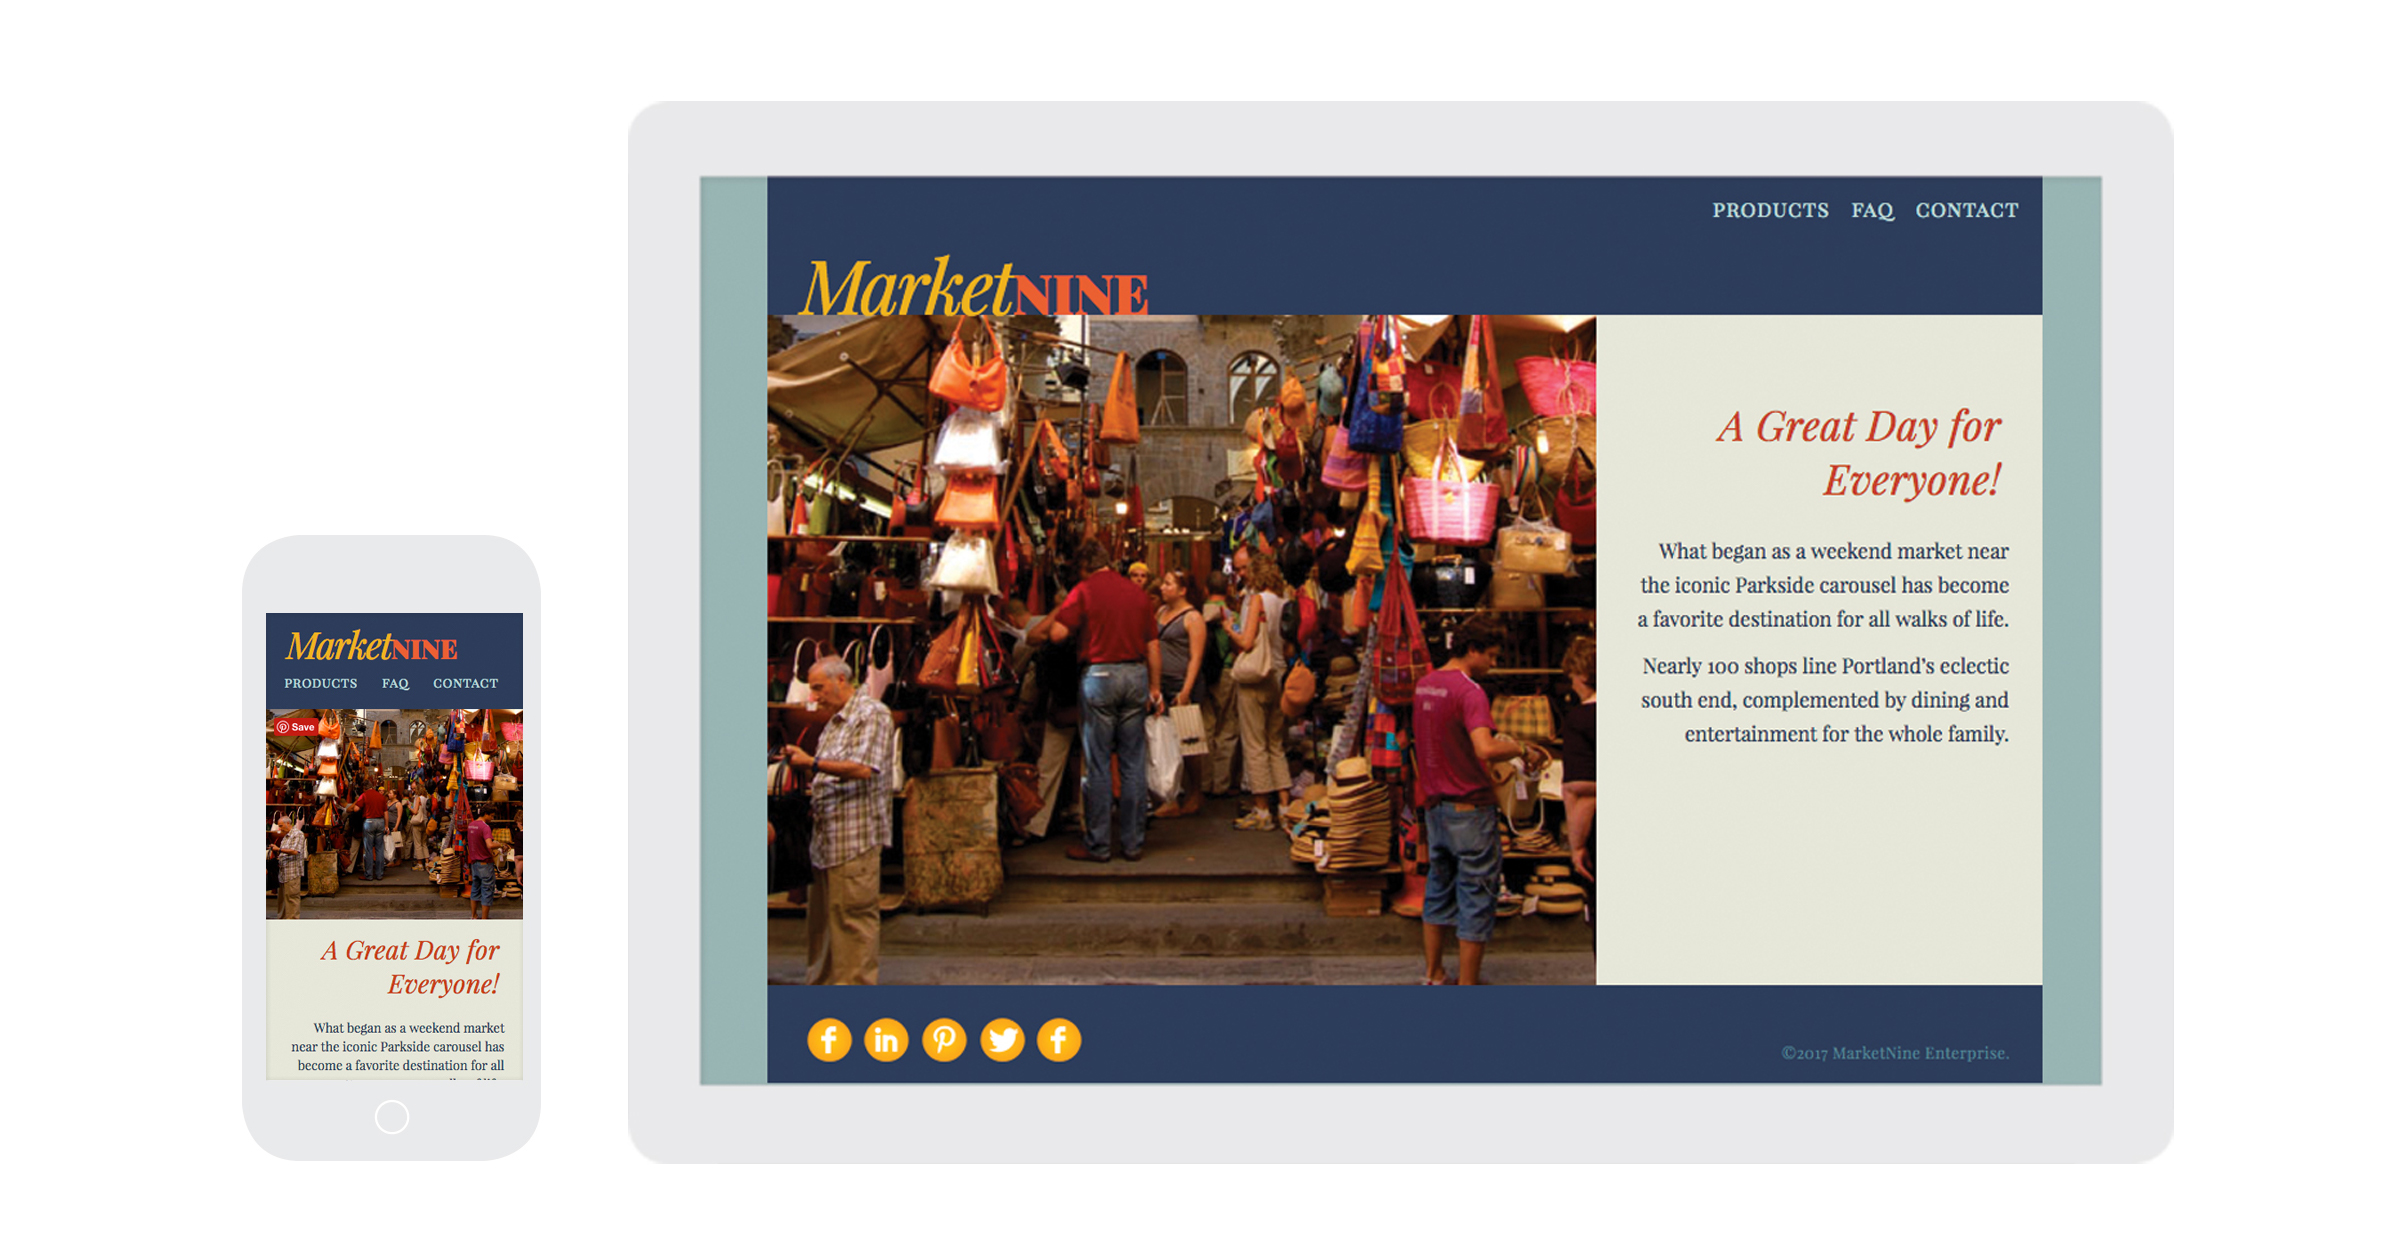 MarketNINE
PRODUCTS FAQ CONTACT
Save
A Great Day for
Everyone!
What began as a weekend market
near the iconic Parkside carousel has
become a favorite destination for all
PRODUCTS FAQ CONTACT
MarketNINE
A Great Day for
Everyone!
What began as a weekend market near
the iconic Parkside carousel has become
a favorite destination for all walks of life.
Nearly 100 shops line Portland’s eclectic
south end, complemented by dining and
entertainment for the whole family.
©2017 MarketNine Enterprise.